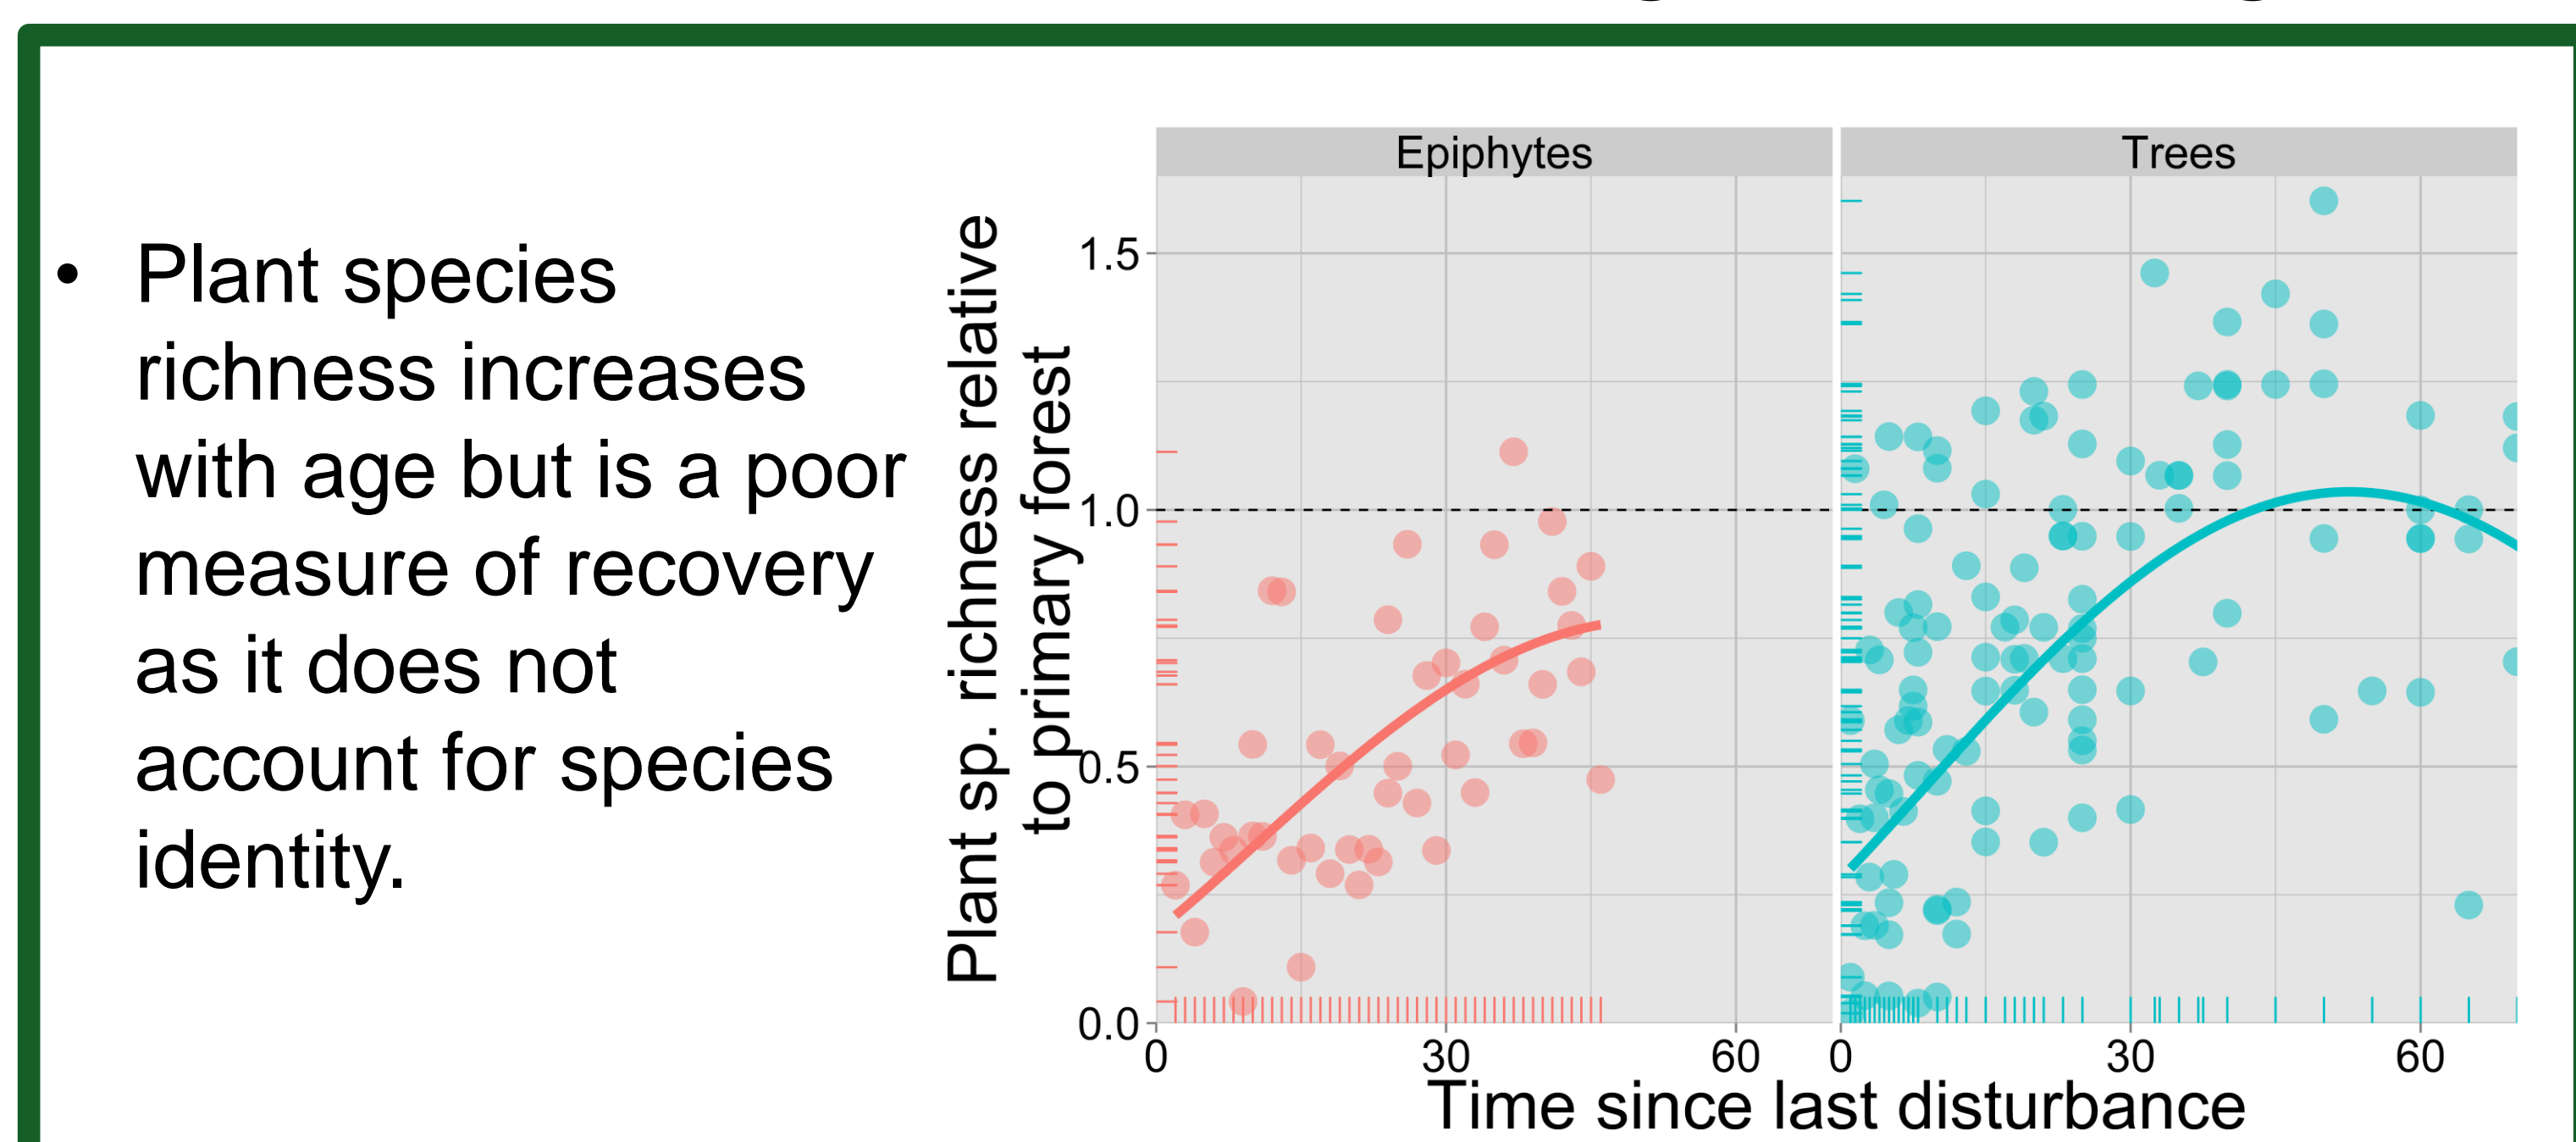 • Plant species
richness increases
with age but is a poor
measure of recovery
as it does not
account for species
identity.
Plant sp. richness relative
to primary forest
Epiphytes
Trees
1.5
1.0
0.5
0.0
0
30
60
0
30
60
Time since last disturbance